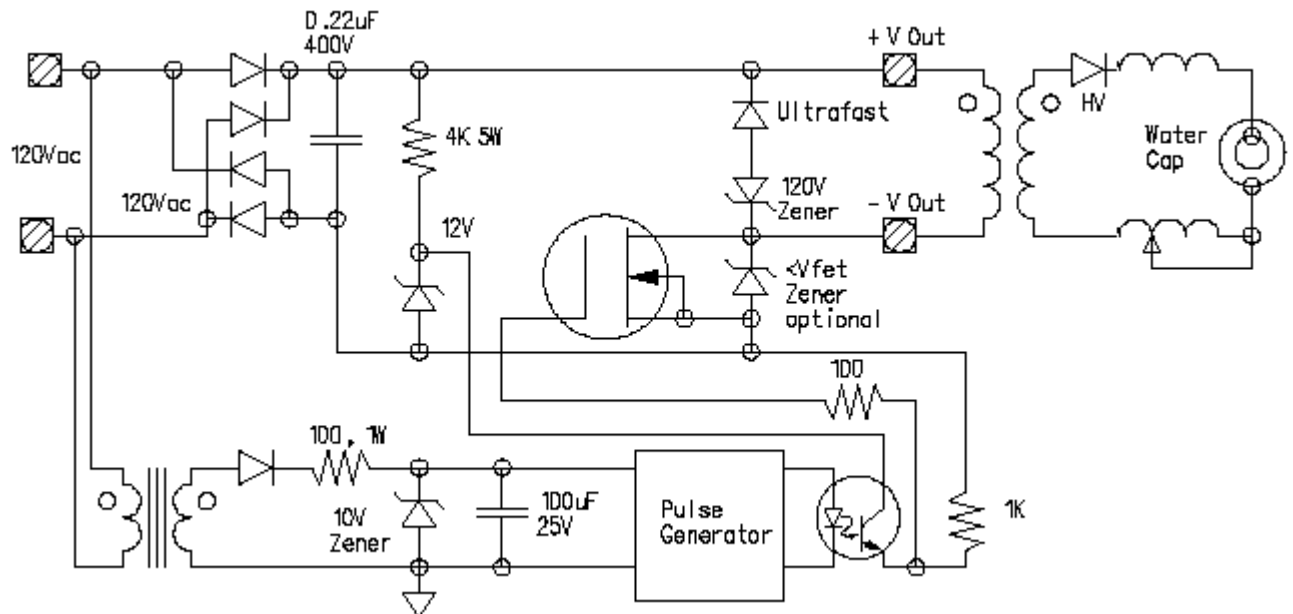 0.22uF
400V
+ V Out
120Vac
120Vac
4K 5W
12V
Ultrafast
120V
Zener
- V Out
HV
Water
Cap
<Vfet
Zener
optional
100
100, 1W
10V
Zener
100uF
25V
Pulse
Generator
1K